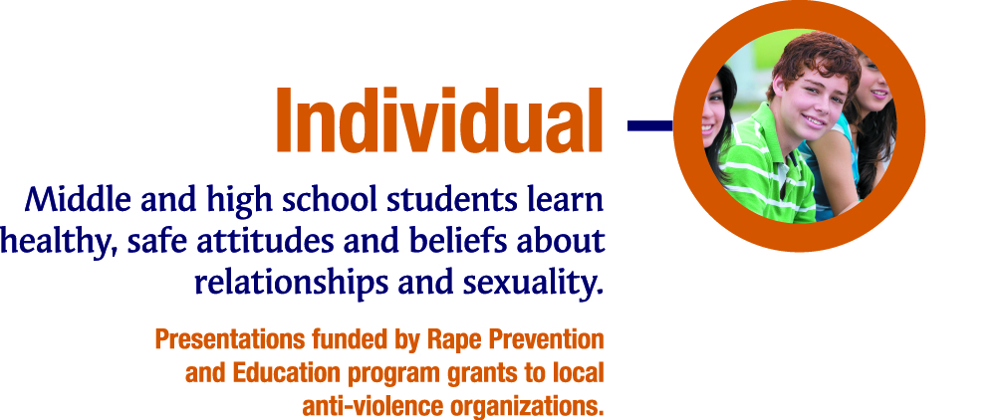 Individual
Middle and high school students learn
healthy, safe attitudes and beliefs about
relationships and sexuality.
Presentations funded by Rape Prevention
and Education program grants to local
anti-violence organizations.